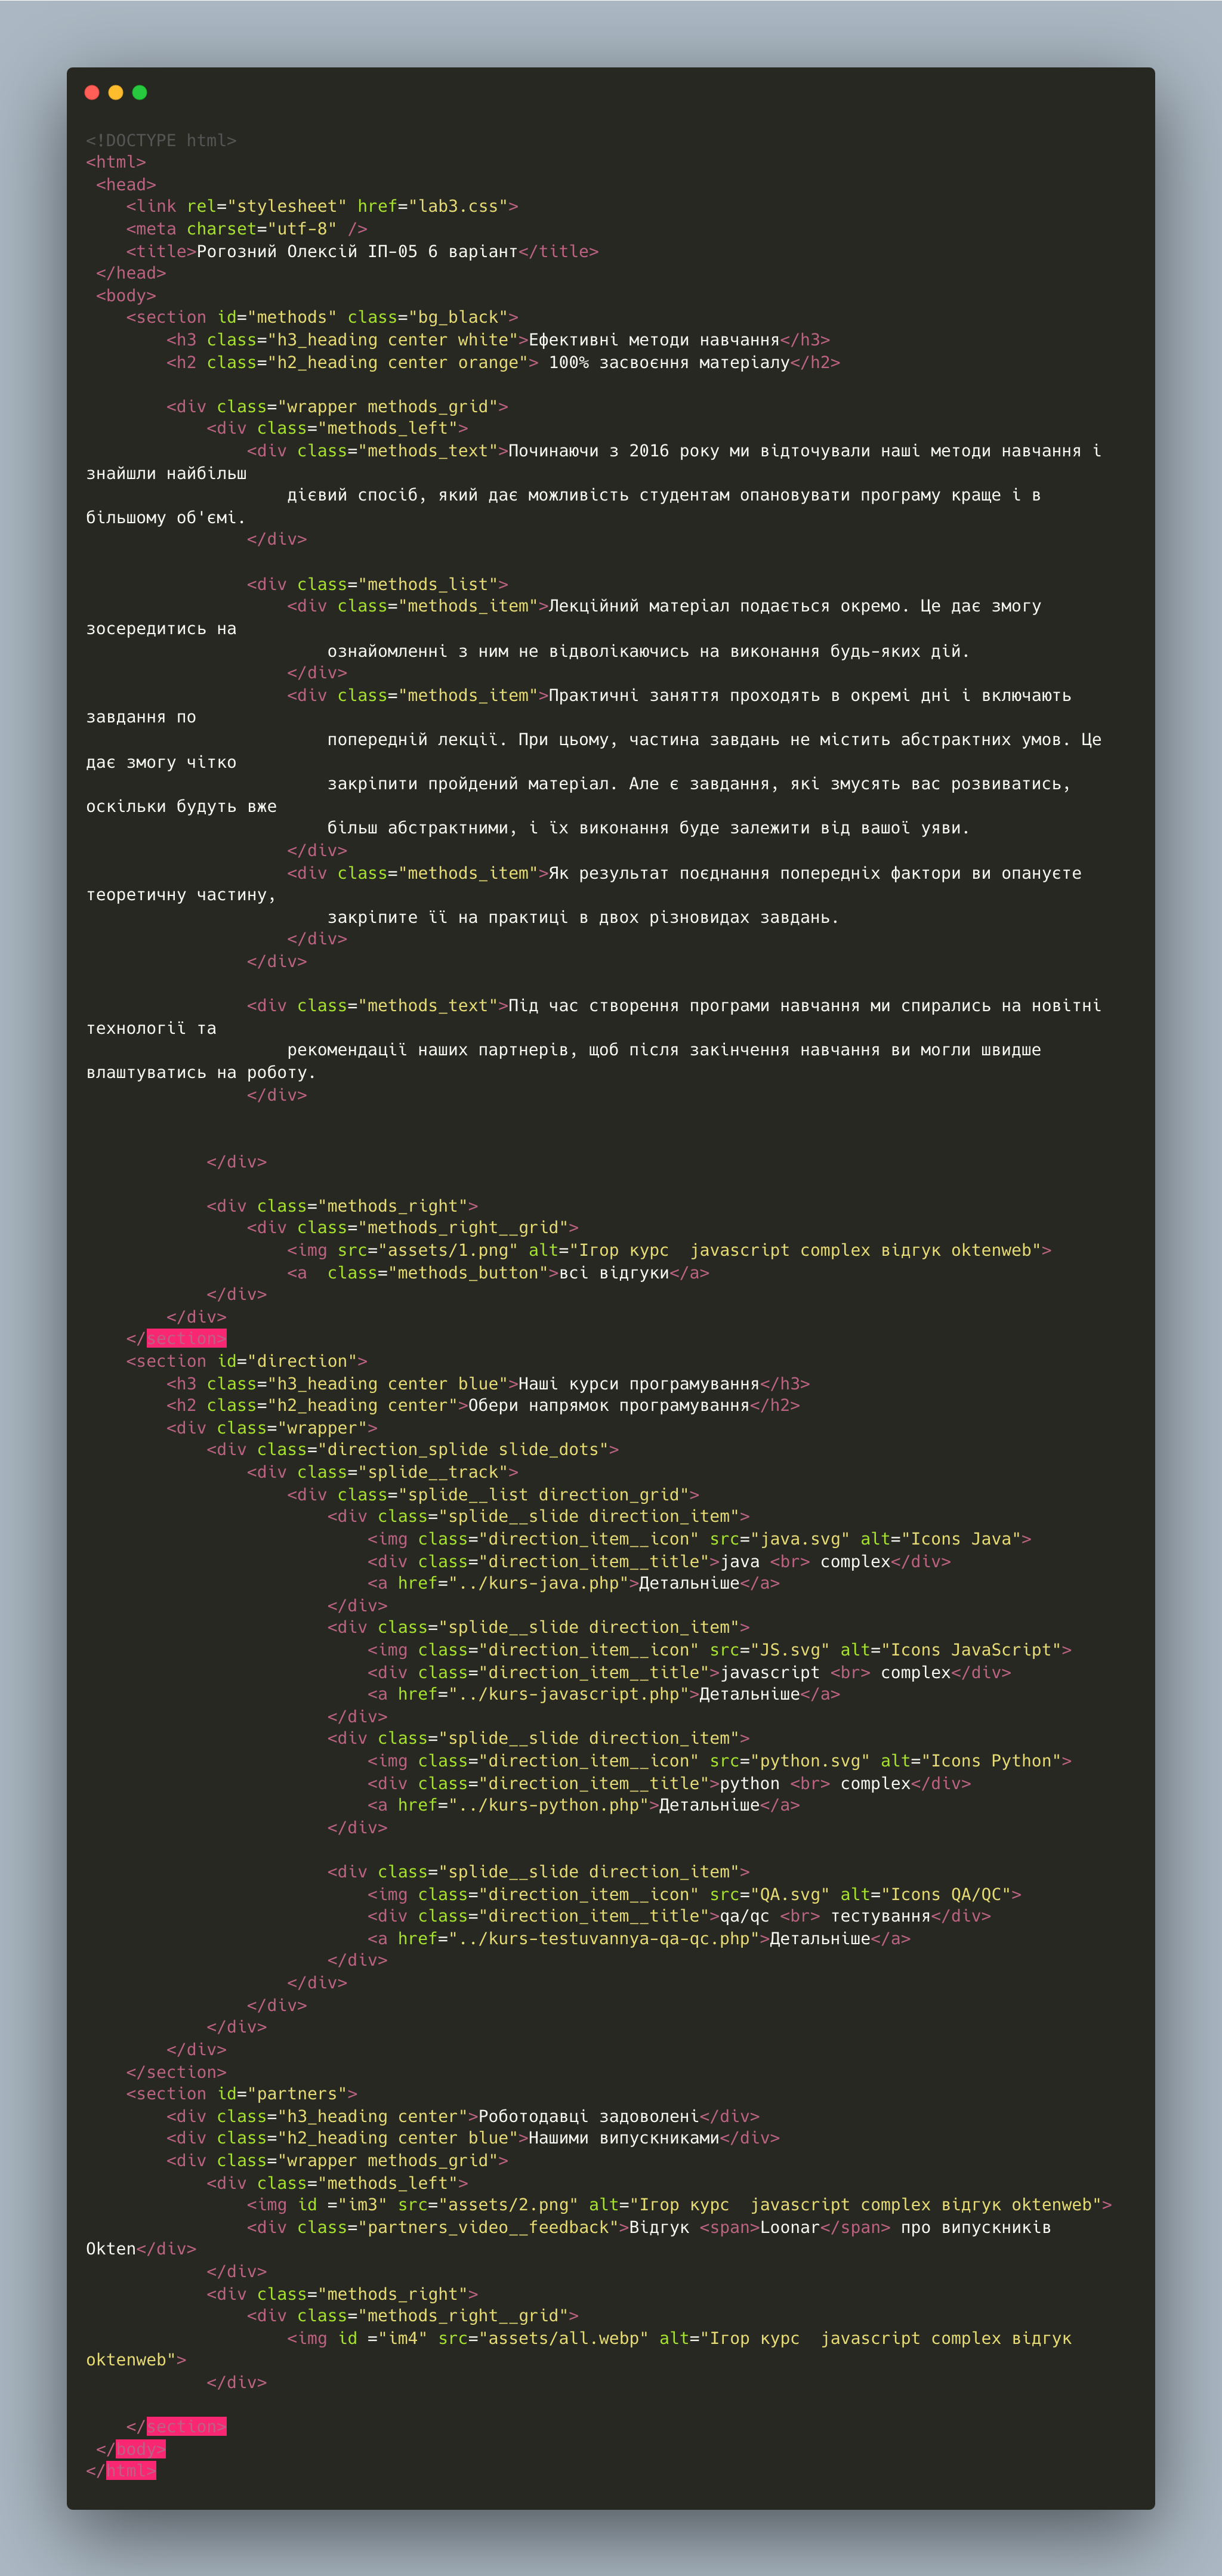 <!DOCTYPE html>
<html>
 <head>
    <link rel="stylesheet" href="lab3.css">
    <meta charset="utf-8" />
    <title>Рогозний Олексій ІП-05 6 варіант</title>
 </head>
 <body>
    <section id="methods" class="bg_black">
        <h3 class="h3_heading center white">Ефективні методи навчання</h3>
        <h2 class="h2_heading center orange"> 100% засвоєння матеріалу</h2>

        <div class="wrapper methods_grid">
            <div class="methods_left">
                <div class="methods_text">Починаючи з 2016 року ми відточували наші методи навчання і
знайшли найбільш
                    дієвий спосіб, який дає можливість студентам опановувати програму краще і в
більшому об'ємі.
                </div>

                <div class="methods_list">
                    <div class="methods_item">Лекційний матеріал подається окремо. Це дає змогу
зосередитись на
                        ознайомленні з ним не відволікаючись на виконання будь-яких дій.
                    </div>
                    <div class="methods_item">Практичні заняття проходять в окремі дні і включають
завдання по
                        попередній лекції. При цьому, частина завдань не містить абстрактних умов. Це
дає змогу чітко
                        закріпити пройдений матеріал. Але є завдання, які змусять вас розвиватись,
оскільки будуть вже
                        більш абстрактними, і їх виконання буде залежити від вашої уяви.
                    </div>
                    <div class="methods_item">Як результат поєднання попередніх фактори ви опануєте
теоретичну частину,
                        закріпите її на практиці в двох різновидах завдань.
                    </div>
                </div>

                <div class="methods_text">Під час створення програми навчання ми спирались на новітні
технології та
                    рекомендації наших партнерів, щоб після закінчення навчання ви могли швидше
влаштуватись на роботу.
                </div>


            </div>

            <div class="methods_right">
                <div class="methods_right__grid">
                    <img src="assets/1.png" alt="Ігор курс  javascript complex відгук oktenweb">
                    <a  class="methods_button">всі відгуки</a>
            </div>
        </div>
    </section>
    <section id="direction">
        <h3 class="h3_heading center blue">Наші курси програмування</h3>
        <h2 class="h2_heading center">Обери напрямок програмування</h2>
        <div class="wrapper">
            <div class="direction_splide slide_dots">
                <div class="splide__track">
                    <div class="splide__list direction_grid">
                        <div class="splide__slide direction_item">
                            <img class="direction_item__icon" src="java.svg" alt="Icons Java">
                            <div class="direction_item__title">java <br> complex</div>
                            <a href="../kurs-java.php">Детальніше</a>
                        </div>
                        <div class="splide__slide direction_item">
                            <img class="direction_item__icon" src="JS.svg" alt="Icons JavaScript">
                            <div class="direction_item__title">javascript <br> complex</div>
                            <a href="../kurs-javascript.php">Детальніше</a>
                        </div>
                        <div class="splide__slide direction_item">
                            <img class="direction_item__icon" src="python.svg" alt="Icons Python">
                            <div class="direction_item__title">python <br> complex</div>
                            <a href="../kurs-python.php">Детальніше</a>
                        </div>

                        <div class="splide__slide direction_item">
                            <img class="direction_item__icon" src="QA.svg" alt="Icons QA/QC">
                            <div class="direction_item__title">qa/qc <br> тестування</div>
                            <a href="../kurs-testuvannya-qa-qc.php">Детальніше</a>
                        </div>
                    </div>
                </div>
            </div>
        </div>
    </section>
    <section id="partners">
        <div class="h3_heading center">Роботодавці задоволені</div>
        <div class="h2_heading center blue">Нашими випускниками</div>
        <div class="wrapper methods_grid">
            <div class="methods_left">
                <img id ="im3" src="assets/2.png" alt="Ігор курс  javascript complex відгук oktenweb">
                <div class="partners_video__feedback">Відгук <span>Loonar</span> про випускників
Okten</div>
            </div>
            <div class="methods_right">
                <div class="methods_right__grid">
                    <img id ="im4" src="assets/all.webp" alt="Ігор курс  javascript complex відгук
oktenweb">
            </div>

    </section>
 </body>
</html>